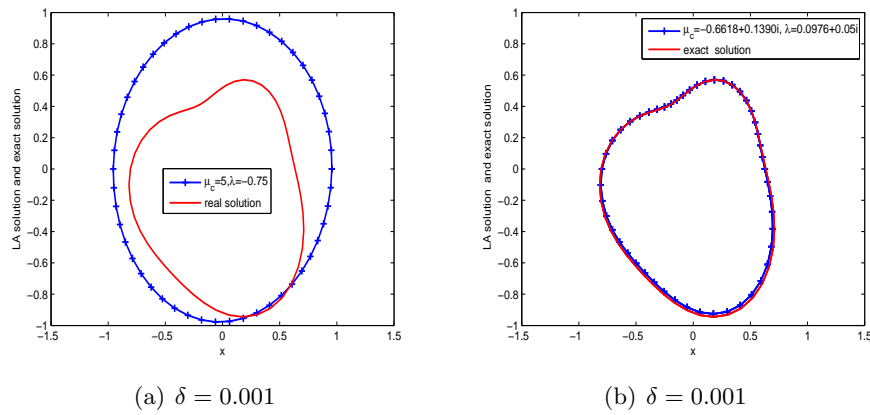 1
0.8
0.6
0.4
0.2
0
−0.2
−0.4
−0.6
−0.8
−1
LA solution and exact solution
μc=5,λ=−0.75
real solution
−1.5 −1 −0.5 0 0.5 1 1.5
x
(a) δ = 0.001
1
0.8
0.6
0.4
0.2
0
−0.2
−0.4
−0.6
−0.8
−1
LA solution and exact solution
μc=−0.6618+0.1390i, λ=0.0976+0.05i
exact solution
−1.5 −1 −0.5 0 0.5 1 1.5
x
(b) δ = 0.001